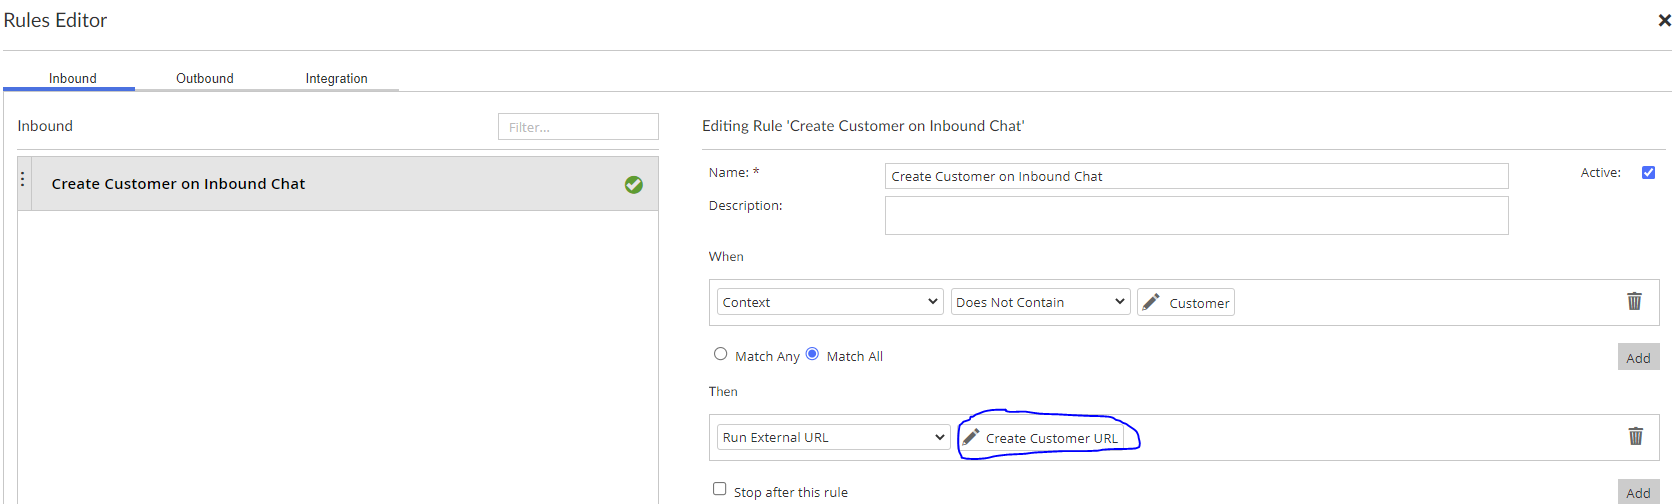 Rules Editor
Inbound
Outbound
Integration
Inbound
Filter...
Create Customer on Inbound Chat
Editing Rule 'Create Customer on Inbound Chat'
Name: *
Create Customer on Inbound Chat
Active:
Description:
When
Context
Does Not Contain
Customer
Match Any
Match All
Add
Then
Run External URL
Create Customer URL
Stop after this rule
Add